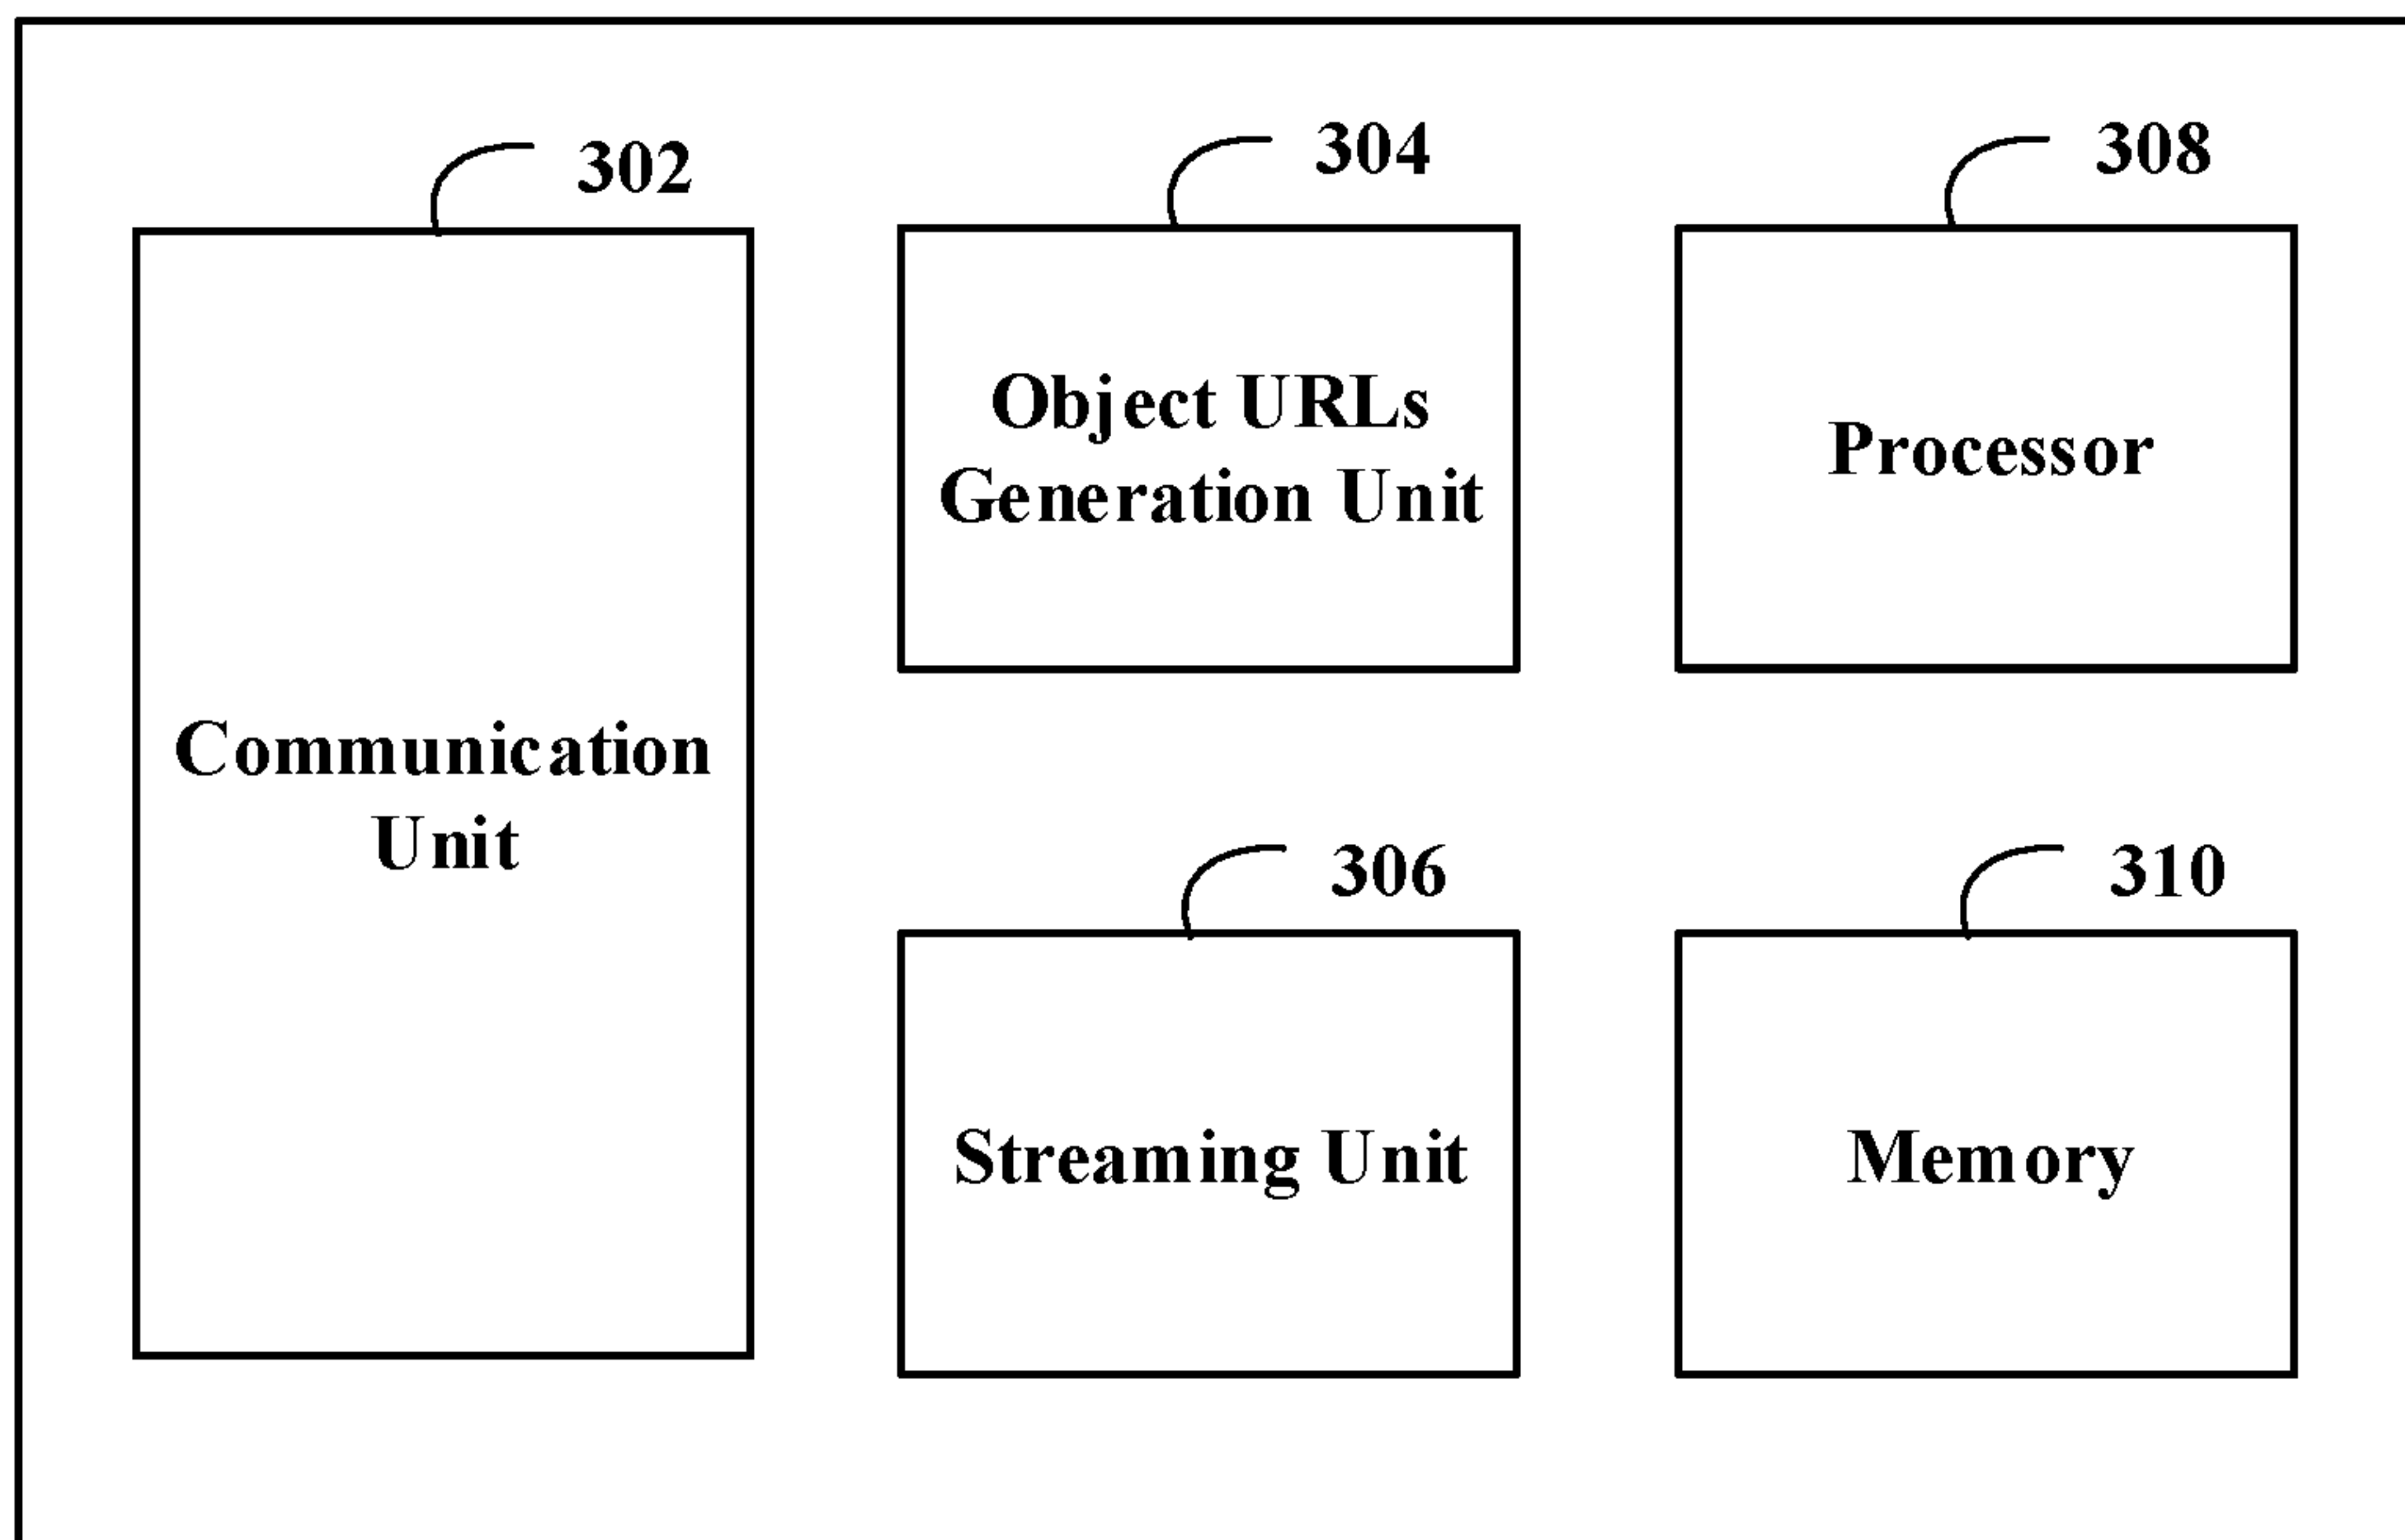 302
Communication
Unit
304
Object URLs
Generation Unit
306
Streaming Unit
308
Processor
310
Memory